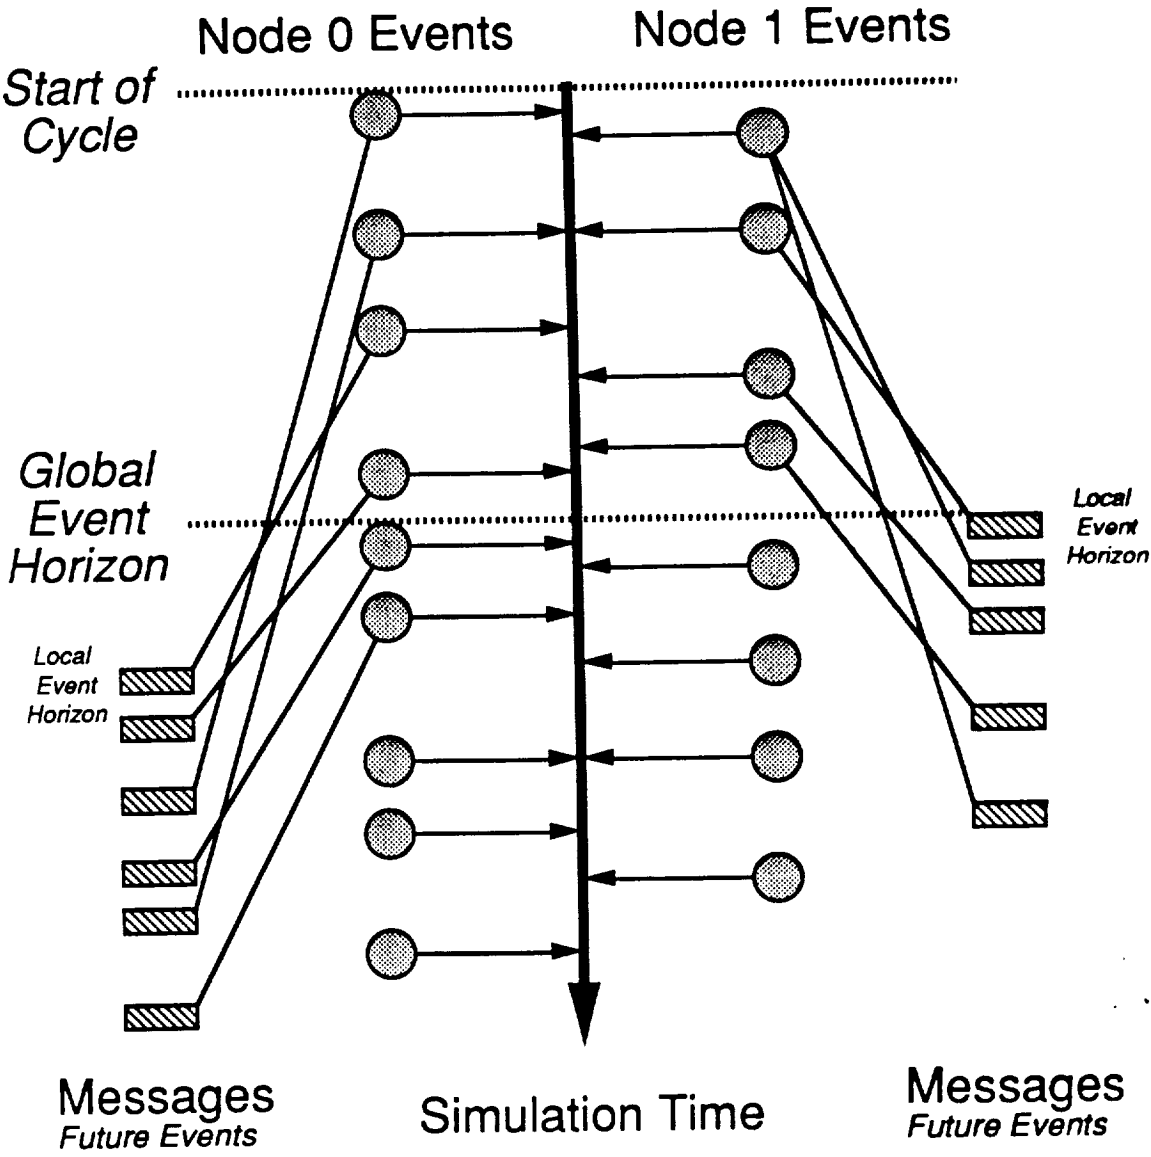 Node 0 Events
Node 1 Events
Start of
Cycle
Global
Event
Horizon
Local
Event
Horizon
Local
Event
Horizon
Messages
Future Events
Simulation Time
Messages
Future Events